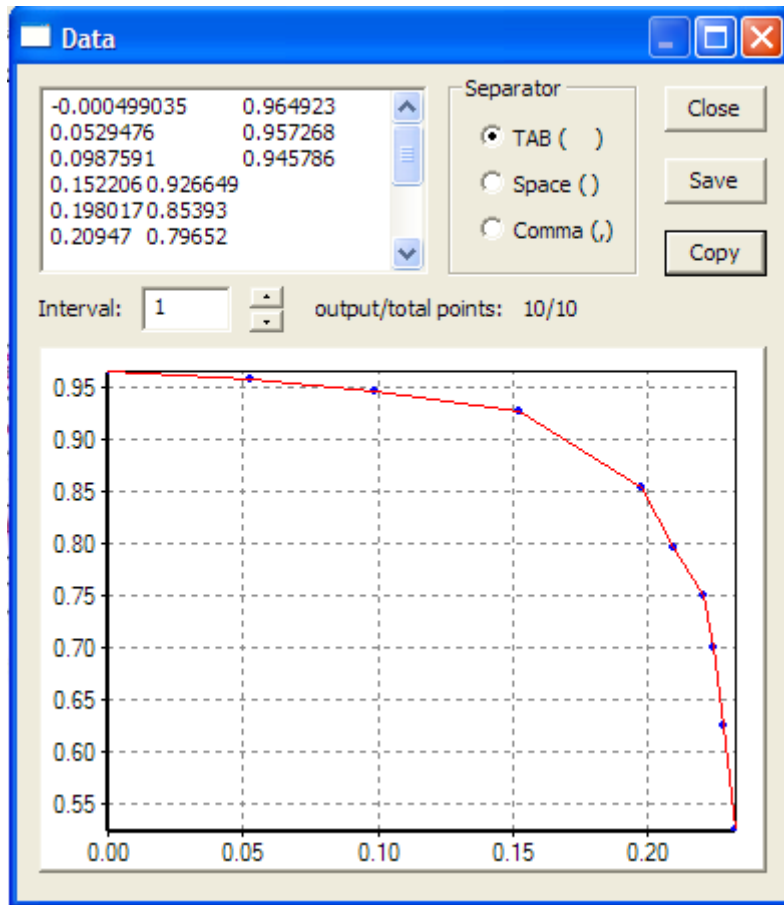 Data
-0.000499035 0.964923
0.0529476 0.957268
0.0987591 0.945786
0.152206 0.926649
0.198017 0.85393
0.20947 0.79652
Separator
TAB ( )
Space ( )
Comma (,)
Close
Save
Copy
Interval: 1 output/total points: 10/10
0.95
0.90
0.85
0.80
0.75
0.70
0.65
0.60
0.55
0.00 0.05 0.10 0.15 0.20